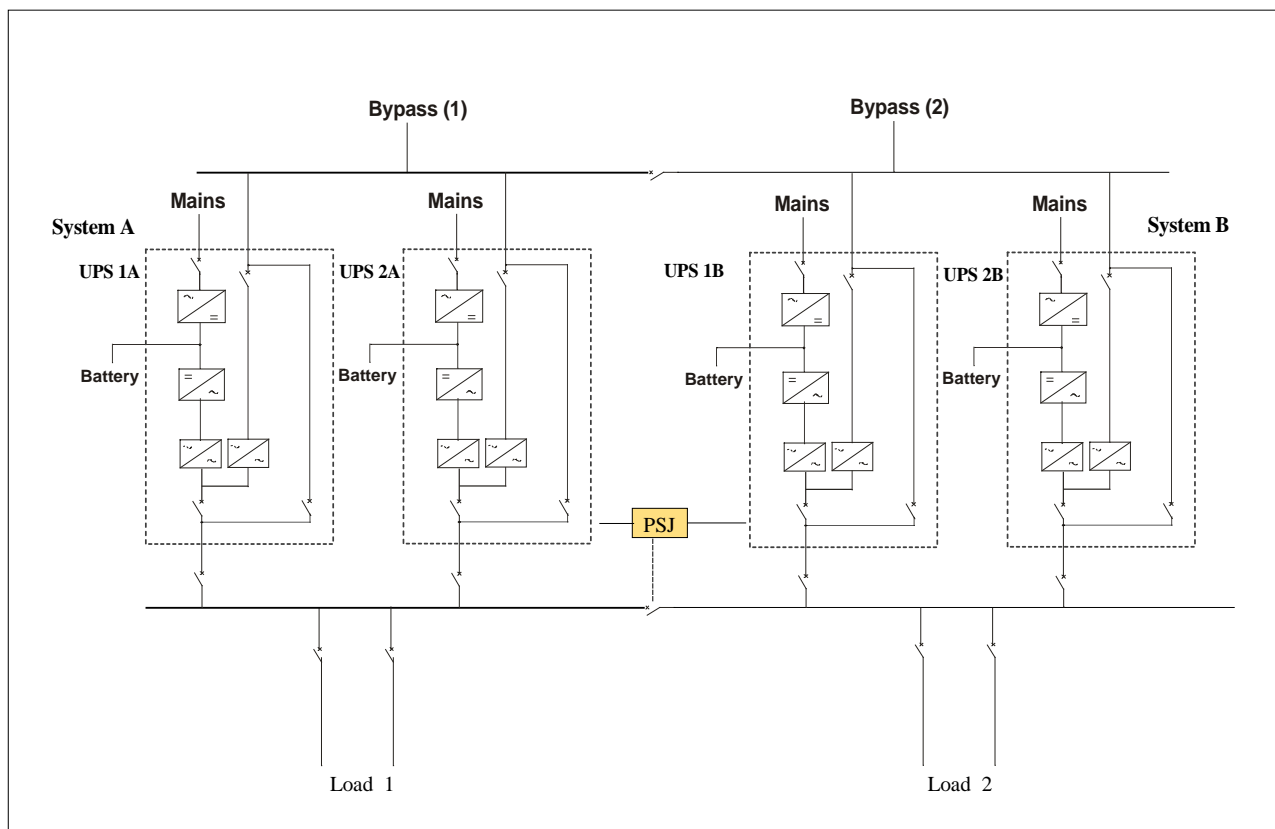 Bypass (1)
Bypass (2)
Mains
Mains
Mains
Mains
System A
System B
UPS 1A
UPS 2A
UPS 1B
UPS 2B
Battery
Battery
Battery
Battery
PSJ
Load 1
Load 2